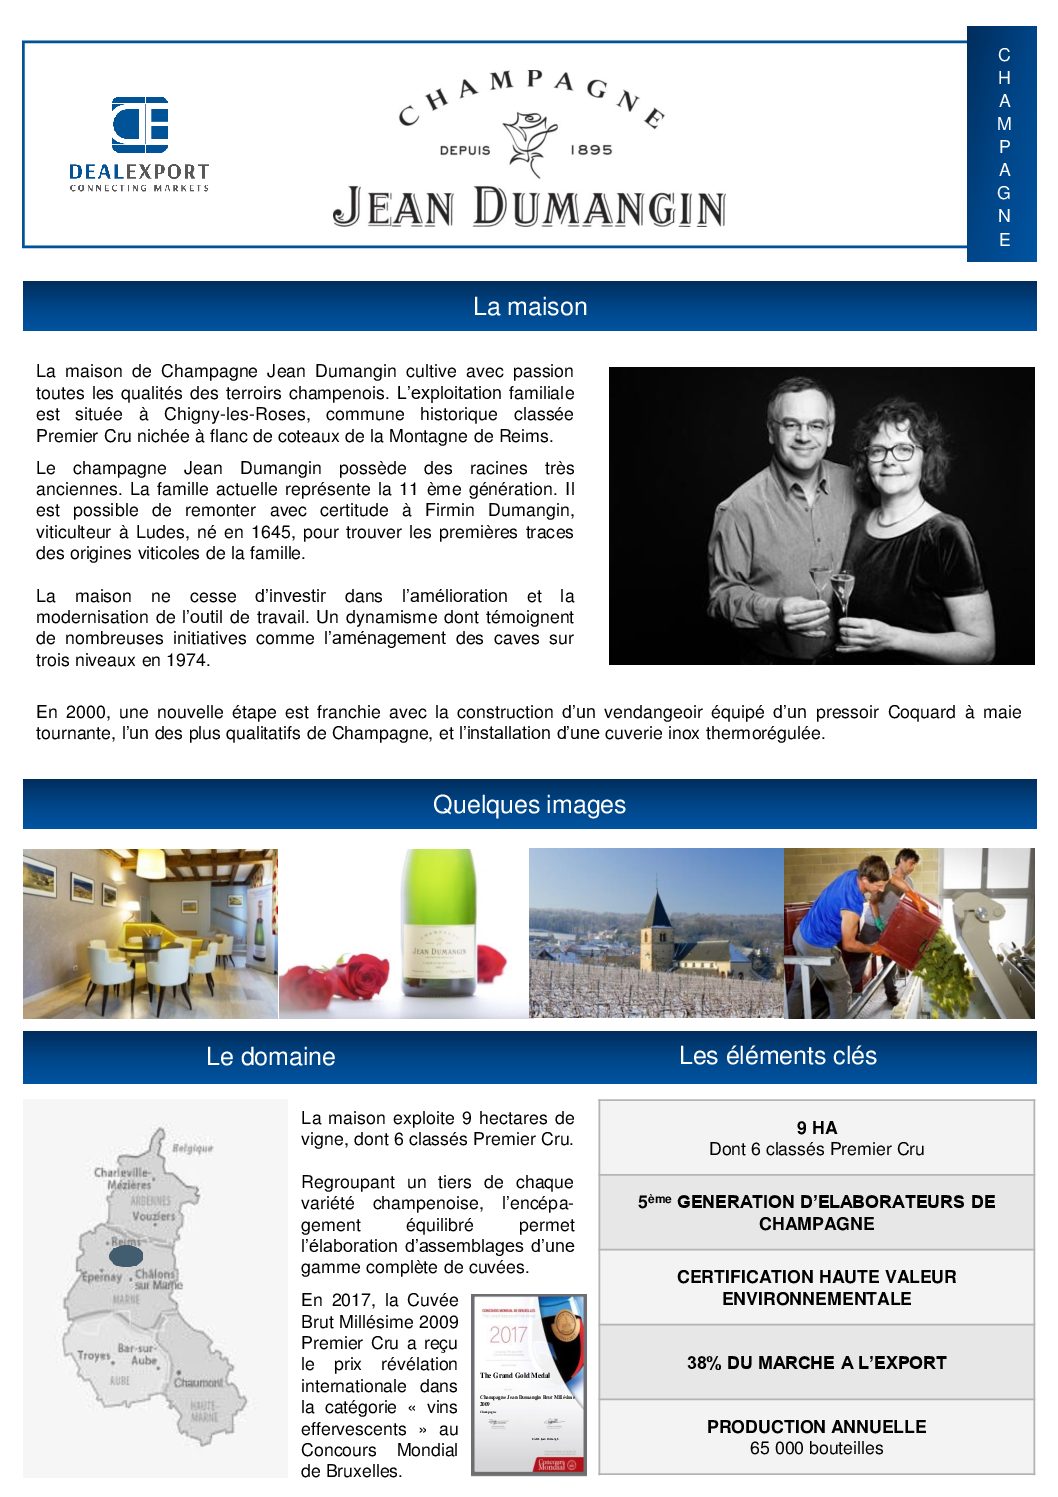 CHAMPAGNE
DEPUIS 1895
JEAN DUMANGIN
DEALEXPORT
CONNECTING MARKETS
C
H
A
M
P
A
G
N
E
La maison
La maison de Champagne Jean Dumangin cultive avec passion
toutes les qualités des terroirs champenois. L’exploitation familiale
est située à Chigny-les-Roses, commune historique classée
Premier Cru nichée à flanc de coteaux de la Montagne de Reims.
Le champagne Jean Dumangin possède des racines très
anciennes. La famille actuelle représente la 11 ème génération. Il
est possible de remonter avec certitude à Firmin Dumangin,
viticulteur à Ludes, né en 1645, pour trouver les premières traces
des origines viticoles de la famille.
La maison ne cesse d’investir dans l’amélioration et la
modernisation de l’outil de travail. Un dynamisme dont témoignent
de nombreuses initiatives comme l’aménagement des caves sur
trois niveaux en 1974.
En 2000, une nouvelle étape est franchie avec la construction d’un vendangeoir équipé d’un pressoir Coquard à maie
tournante, l’un des plus qualitatifs de Champagne, et l’installation d’une cuverie inox thermorégulée.
Quelques images
CHAMPAGNE
JEAN DUMANGIN
Le domaine
Les éléments clés
Belgique
Charleville-
Mézières
ARDENNES
Vouziers
Reims
Epernay
Châlons
sur Marne
MARNE
Troyes
Bar-sur-
Aube
AUBE
Chaumont
HAUTE-
MARNE
La maison exploite 9 hectares de
vigne, dont 6 classés Premier Cru.
Regroupant un tiers de chaque
variété champenoise, l’encépa-
gement équilibré permet
l’élaboration d’assemblages d’une
gamme complète de cuvées.
En 2017, la Cuvée
Brut Millésime 2009
Premier Cru a reçu
le prix révélation
internationale dans
la catégorie « vins
effervescents » au
Concours Mondial
de Bruxelles.
CONCOURS MONDIAL DE BRUXELLES
2017
The Grand Gold Medal
Champagne Jean Dumangin Brut Millésime
2009
Champagne
Concours
Mondial
9 HA
Dont 6 classés Premier Cru
5ème GENERATION D’ELABORATEURS DE
CHAMPAGNE
CERTIFICATION HAUTE VALEUR
ENVIRONNEMENTALE
38% DU MARCHE A L’EXPORT
PRODUCTION ANNUELLE
65 000 bouteilles